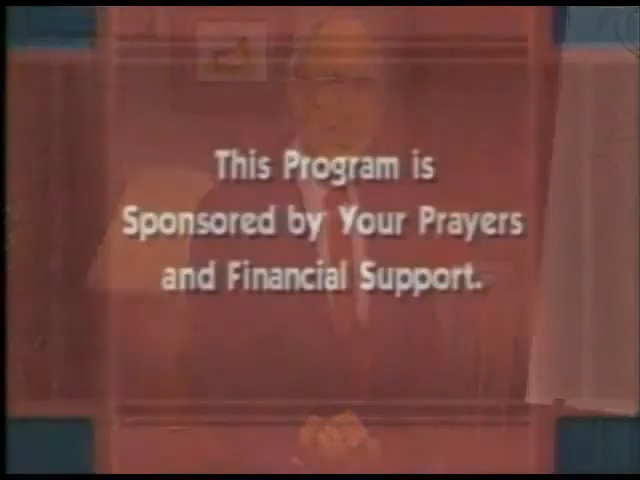 This Program is
Sponsored by Your Prayers
and Financial Support.